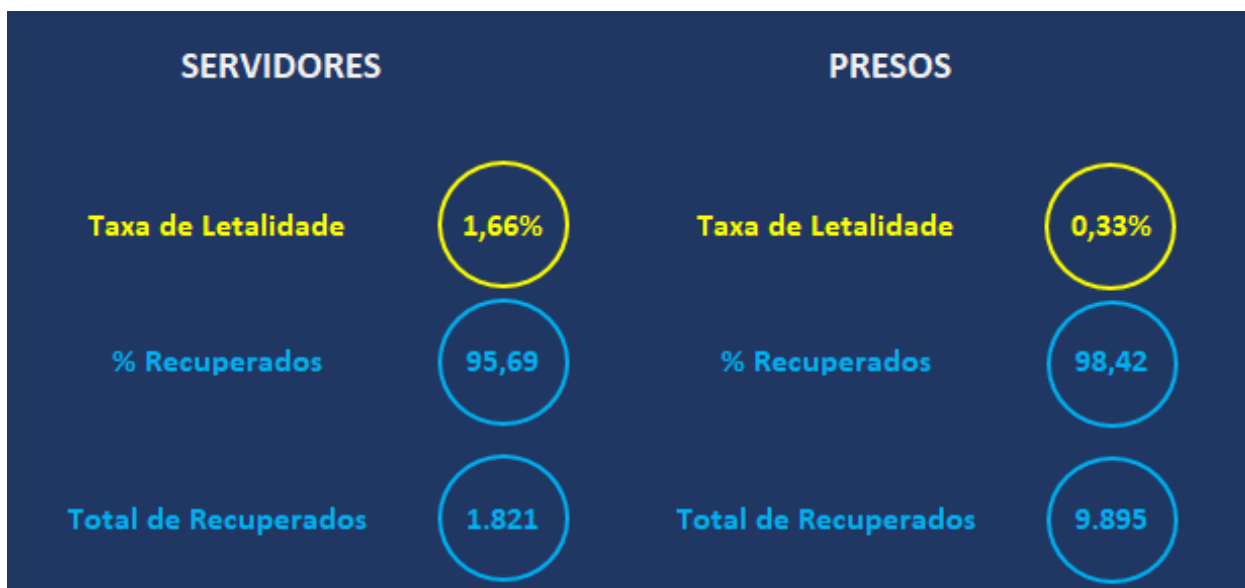 SERVIDORES
PRESOS
Taxa de Letalidade
1,66%
Taxa de Letalidade
0,33%
% Recuperados
95,69
% Recuperados
98,42
Total de Recuperados
1.821
Total de Recuperados
9.895